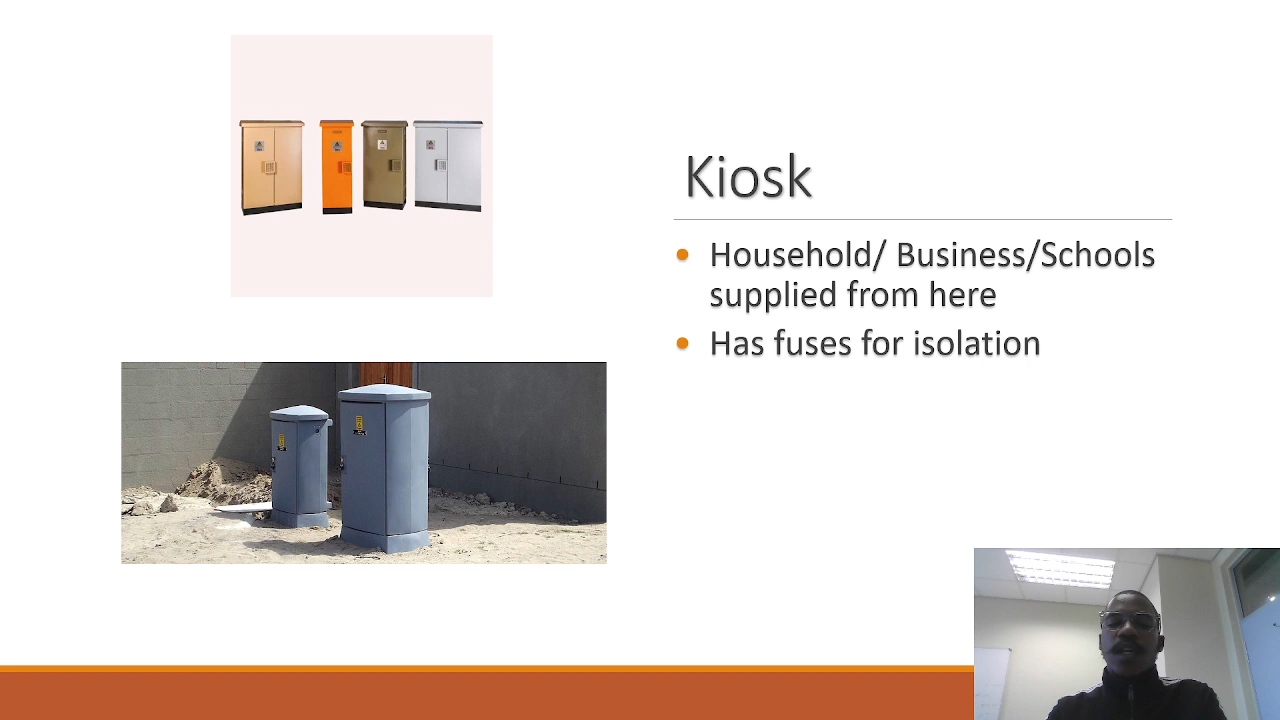 Kiosk
Household/ Business/Schools
supplied from here
Has fuses for isolation